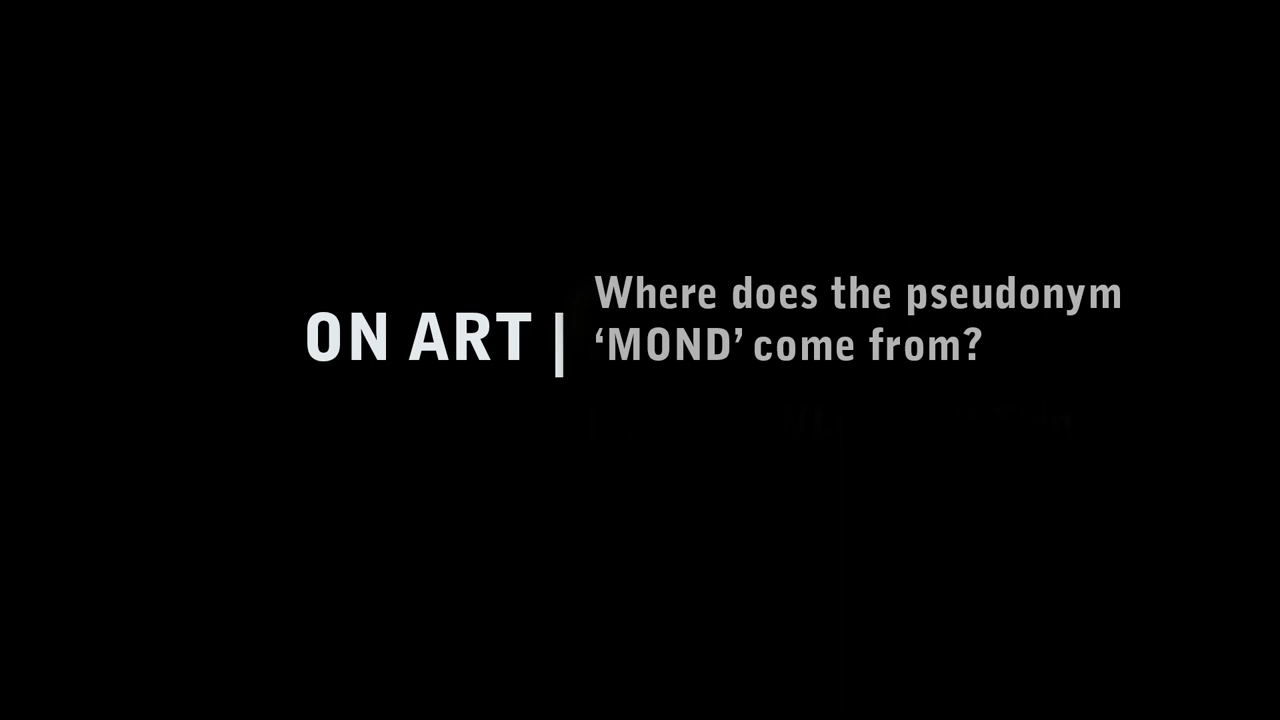 ON ART |
Where does the pseudonym
‘MOND’ come from?